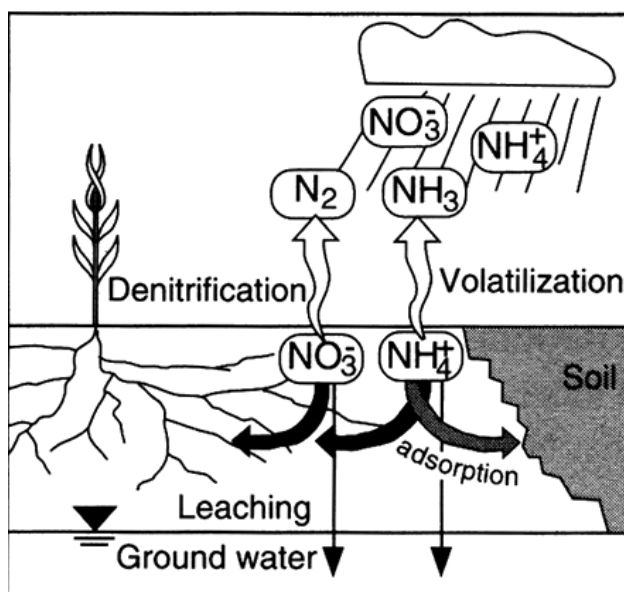 NO₃⁻
NH₄⁺
N₂
NH₃
Denitrification
Volatilization
NO₃⁻
NH₄⁺
Soil
adsorption
Leaching
Ground water